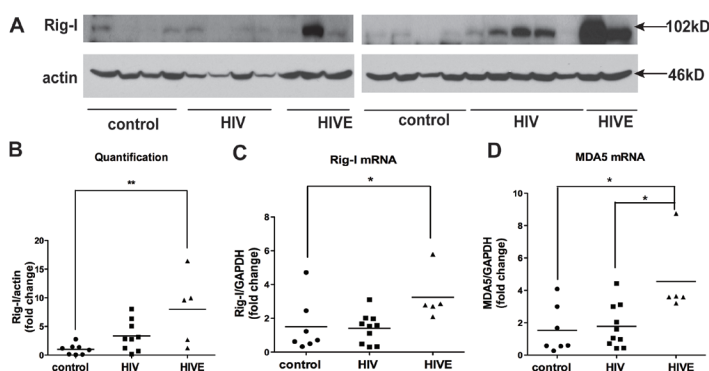 A
Rig-I
102kD
actin
46kD
control HIV HIVE control HIV HIVE
B
Quantification
**
Rig-I/actin
(fold change)
20
15
10
5
0
control HIV HIVE
C
Rig-I mRNA
*
Rig-I/GAPDH
(fold change)
8
6
4
2
0
control HIV HIVE
D
MDA5 mRNA
*
*
MDA5/GAPDH
(fold change)
10
8
6
4
2
0
control HIV HIVE